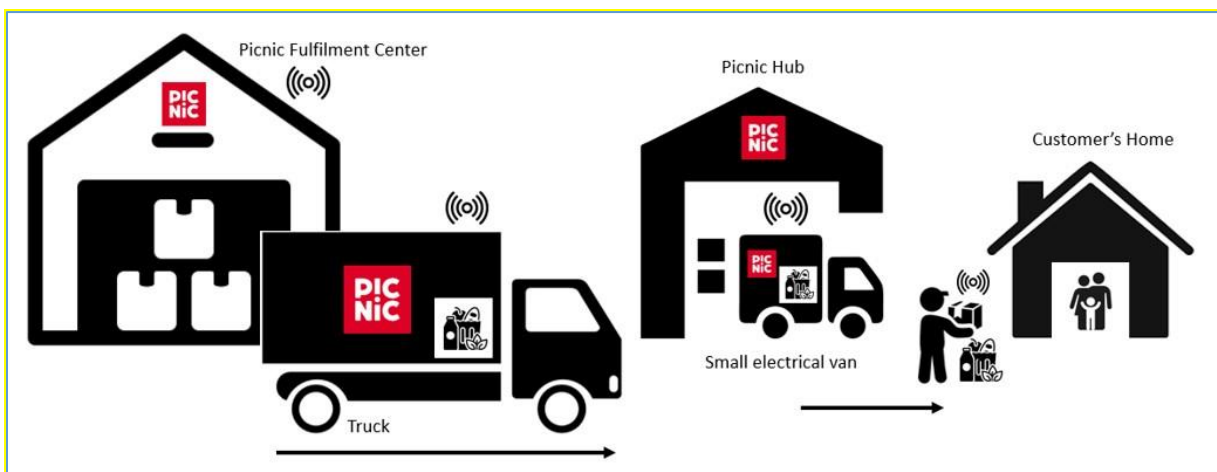 Picnic Fulfilment Center
PIC
NiC
Picnic Hub
PIC
NiC
Customer's Home
PIC
NiC
PIC
NiC
Small electrical van
Truck